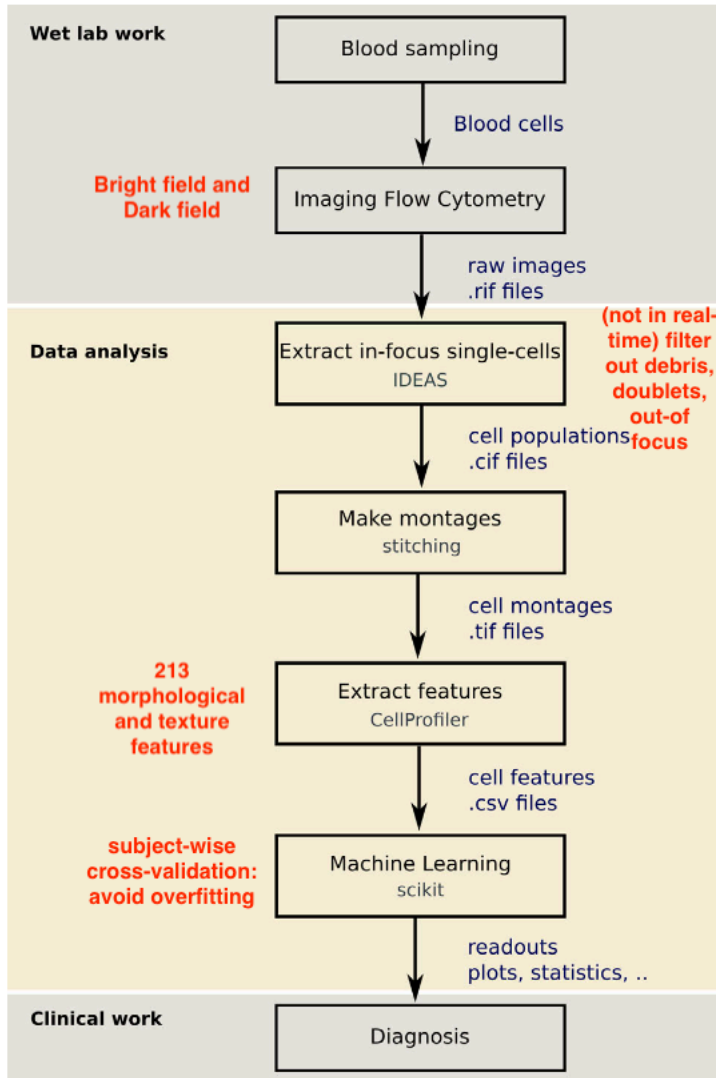 Wet lab work
Blood sampling
Blood cells
Bright field and
Dark field
Imaging Flow Cytometry
raw images
.rif files
Data analysis
Extract in-focus single-cells
IDEAS
(not in real-
time) filter
out debris,
doublets,
out-of
focus
cell populations
.cif files
Make montages
stitching
cell montages
.tif files
213
morphological
and texture
features
Extract features
CellProfiler
cell features
.csv files
subject-wise
cross-validation:
avoid overfitting
Machine Learning
scikit
readouts
plots, statistics, ..
Clinical work
Diagnosis